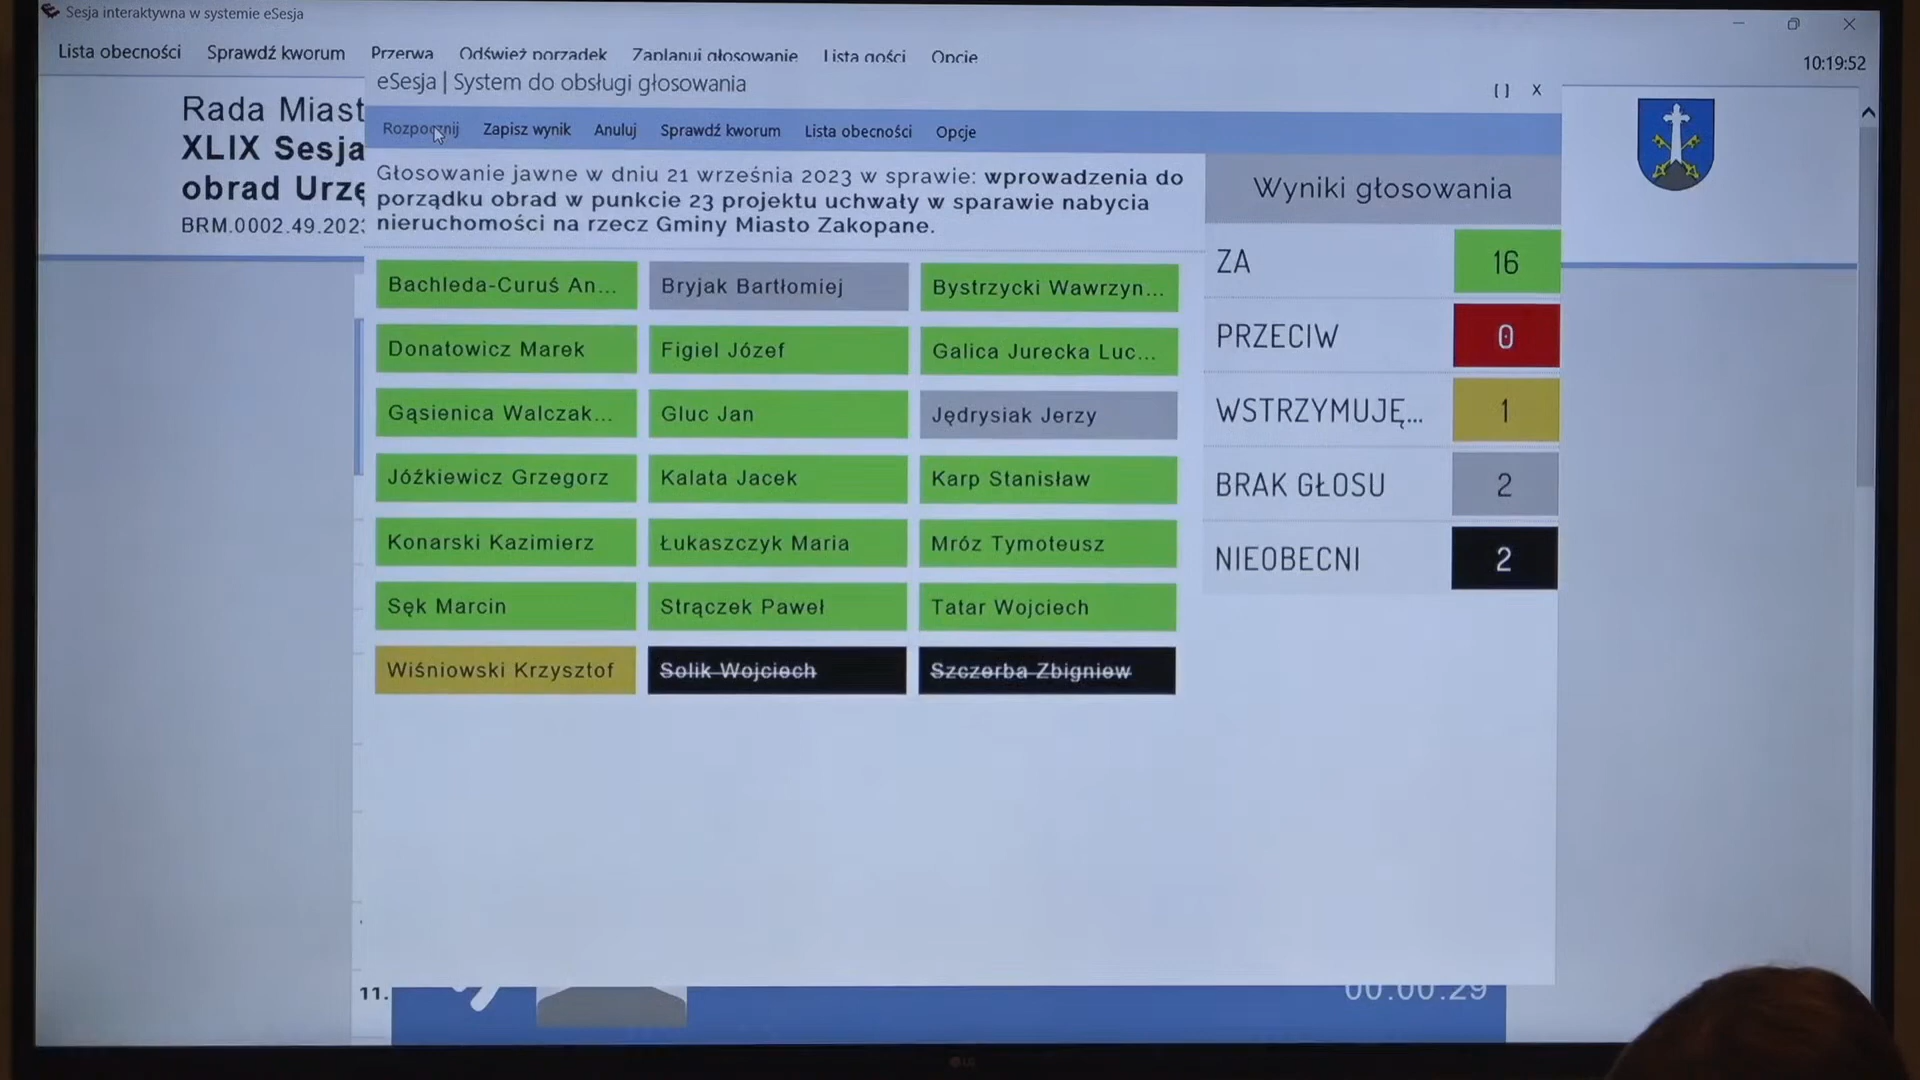 Sesja interaktywna w systemie eSesja
Lista obecności Sprawdź kworum Przerwa Odśwież porządek Zaplanuj głosowanie Lista gości Opcje
10:19:52
eSesja | System do obsługi głosowania
[ ] X
Rada Miast
XLIX Sesja
obrad Urzę
BRM.0002.49.202
Rozpocznij Zapisz wynik Anuluj Sprawdź kworum Lista obecności Opcje
Głosowanie jawne w dniu 21 września 2023 w sprawie: wprowadzenia do
porządku obrad w punkcie 23 projektu uchwały w sparawie nabycia
nieruchomości na rzecz Gminy Miasto Zakopane.
Bachleda-Curuś An... Bryjak Bartłomiej Bystrzycki Wawrzyn...
Donatowicz Marek Figiel Józef Galica Jurecka Luc...
Gąsienica Walczak... Gluc Jan Jędrysiak Jerzy
Jóźkiewicz Grzegorz Kalata Jacek Karp Stanisław
Konarski Kazimierz Łukaszczyk Maria Mróz Tymoteusz
Sęk Marcin Strączek Paweł Tatar Wojciech
Wiśniowski Krzysztof Solik Wojciech Szczerba Zbigniew
Wyniki głosowania
ZA 16
PRZECIW 0
WSTRZYMUJĘ... 1
BRAK GŁOSU 2
NIEOBECNI 2
11.
00:00:29
LG